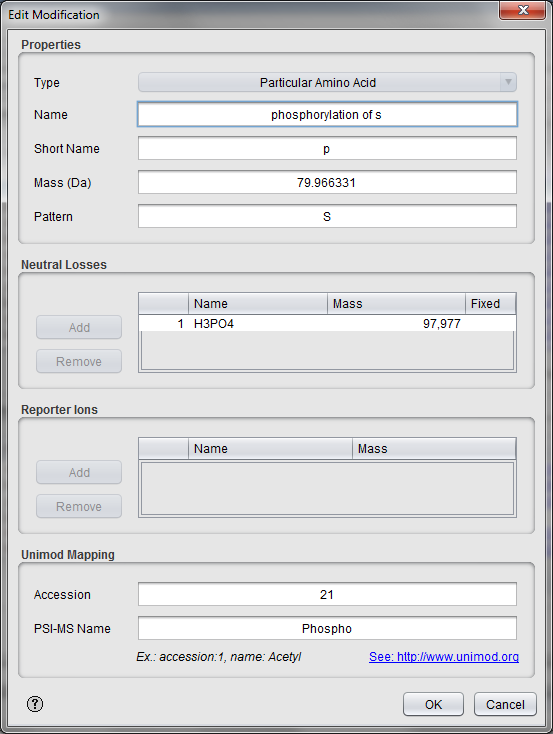 Edit Modification
Properties
Type Particular Amino Acid
Name phosphorylation of s
Short Name p
Mass (Da) 79.966331
Pattern S
Neutral Losses
Name Mass Fixed
1 H3PO4 97,977
Add
Remove
Reporter Ions
Name Mass
Add
Remove
Unimod Mapping
Accession 21
PSI-MS Name Phospho
Ex.: accession:1, name: Acetyl See: http://www.unimod.org
? OK Cancel